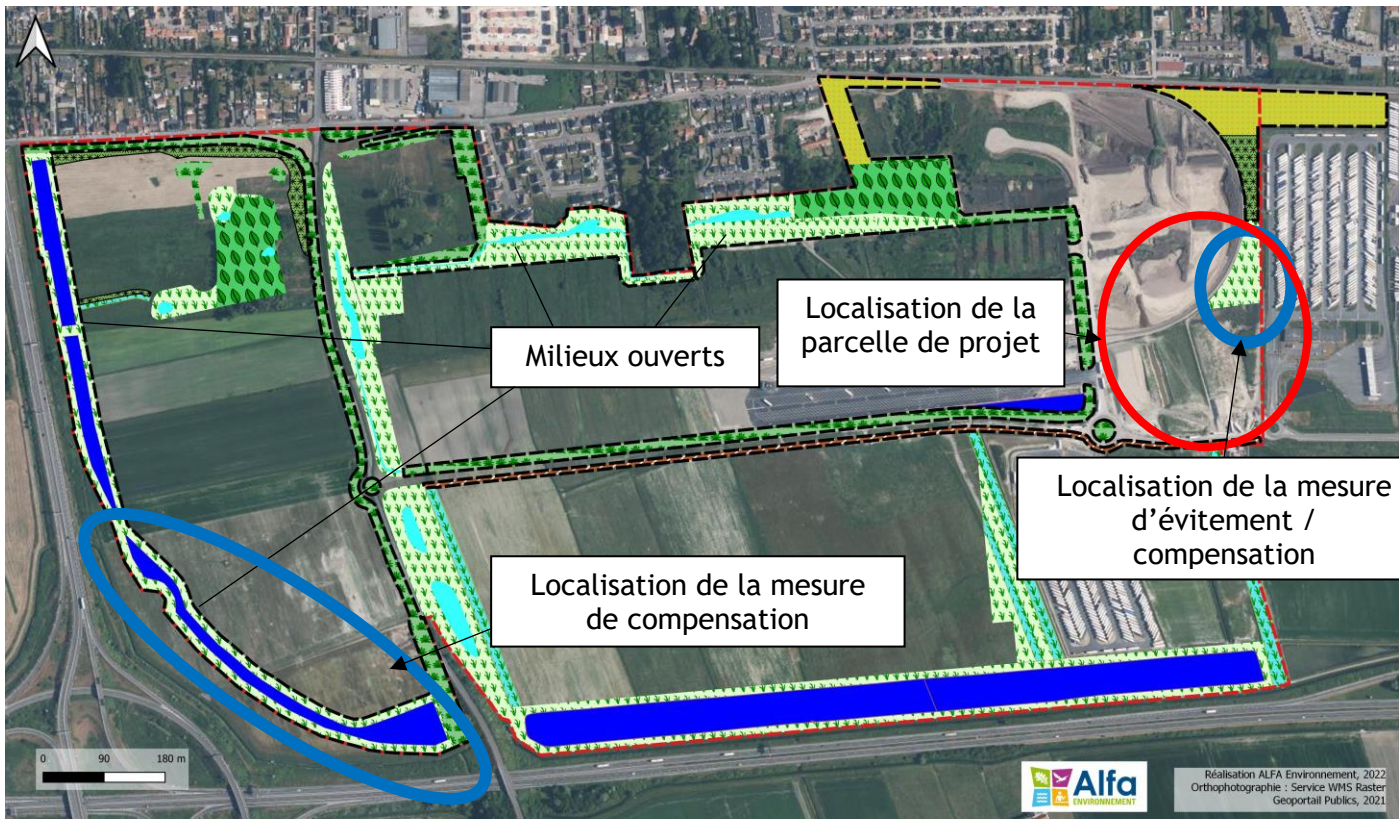 Localisation de la
parcelle de projet
Milieux ouverts
Localisation de la mesure
d’évitement /
compensation
Localisation de la mesure
de compensation
0 90 180 m
Alfa
ENVIRONNEMENT
Réalisation ALFA Environnement, 2022
Orthophotographie : Service WMS Raster
Geoportail Publics, 2021